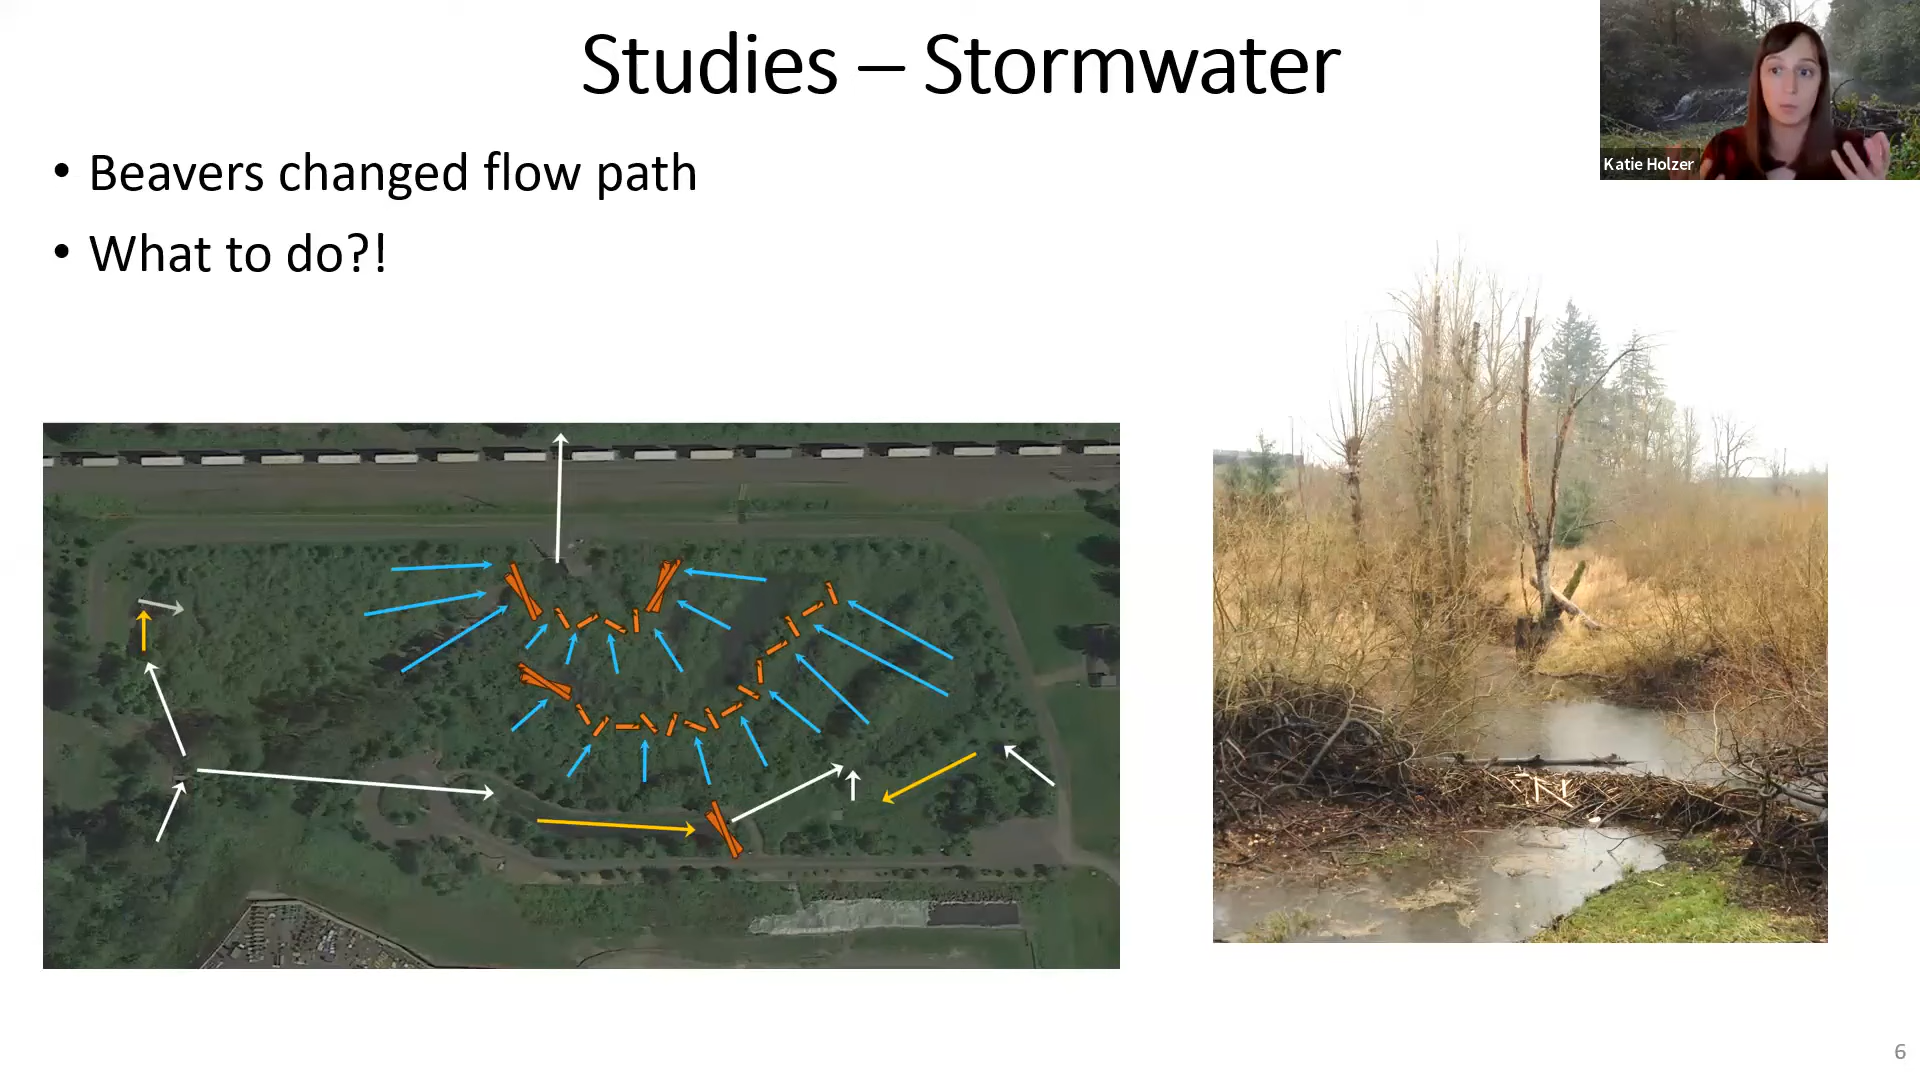 Studies – Stormwater
Katie Holzer
• Beavers changed flow path
• What to do?!
6